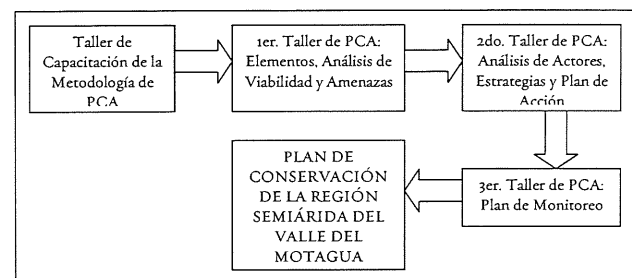 Taller de
Capacitación de la
Metodología de
PCA
1er. Taller de PCA:
Elementos, Análisis de
Viabilidad y Amenazas
2do. Taller de PCA:
Análisis de Actores,
Estrategias y Plan de
Acción
3er. Taller de PCA:
Plan de Monitoreo
PLAN DE
CONSERVACIÓN
DE LA REGIÓN
SEMIÁRIDA DEL
VALLE DEL
MOTAGUA